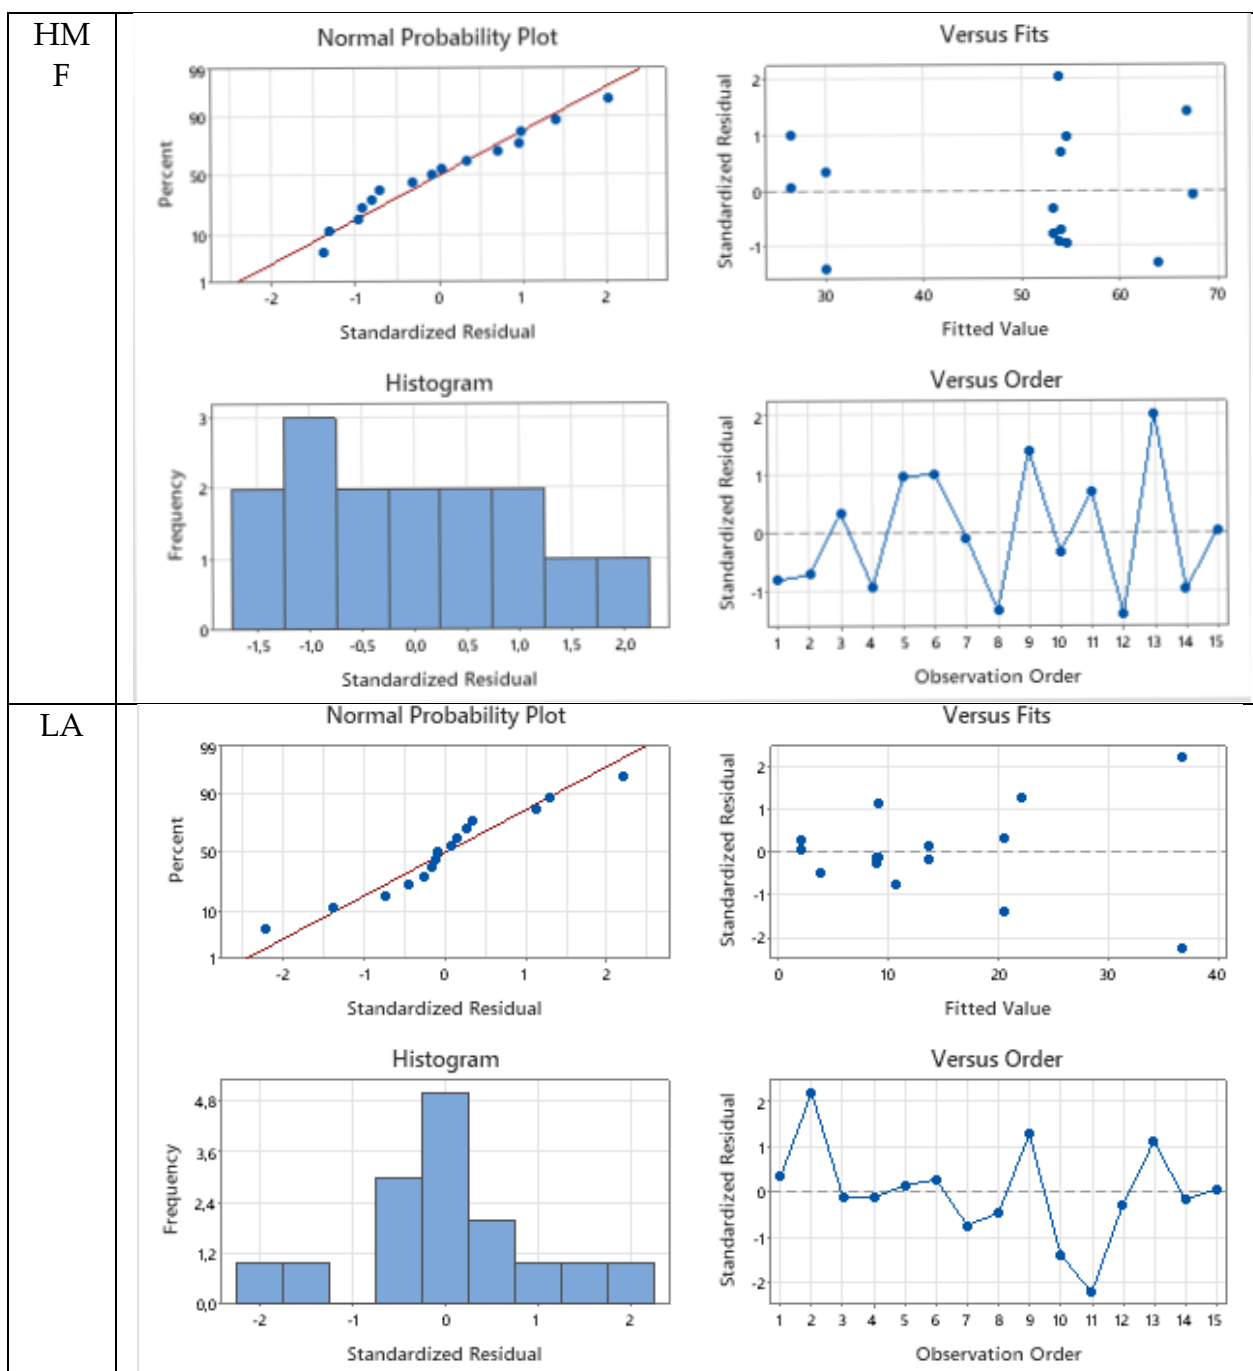 HM
F
Normal Probability Plot
99
90
50
10
1
Percent
-2 -1 0 1 2
Standardized Residual
Versus Fits
2
1
0
-1
Standardized Residual
30 40 50 60 70
Fitted Value
Histogram
3
2
1
0
Frequency
-1,5 -1,0 -0,5 0,0 0,5 1,0 1,5 2,0
Standardized Residual
Versus Order
2
1
0
-1
Standardized Residual
1 2 3 4 5 6 7 8 9 10 11 12 13 14 15
Observation Order
LA
Normal Probability Plot
99
90
50
10
1
Percent
-2 -1 0 1 2
Standardized Residual
Versus Fits
2
1
0
-1
-2
Standardized Residual
0 10 20 30 40
Fitted Value
Histogram
4,8
3,6
2,4
1,2
0,0
Frequency
-2 -1 0 1 2
Standardized Residual
Versus Order
2
1
0
-1
-2
Standardized Residual
1 2 3 4 5 6 7 8 9 10 11 12 13 14 15
Observation Order